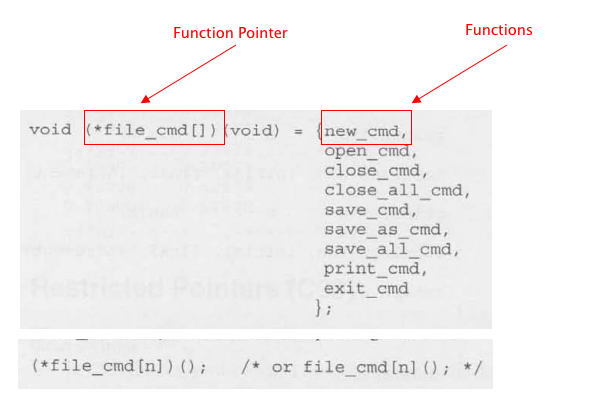 Function Pointer
Functions
void (*file_cmd[])(void) = {new_cmd,
open_cmd,
close_cmd,
close_all_cmd,
save_cmd,
save_as_cmd,
save_all_cmd,
print_cmd,
exit_cmd
};
(*file_cmd[n])();   /* or file_cmd[n](); */